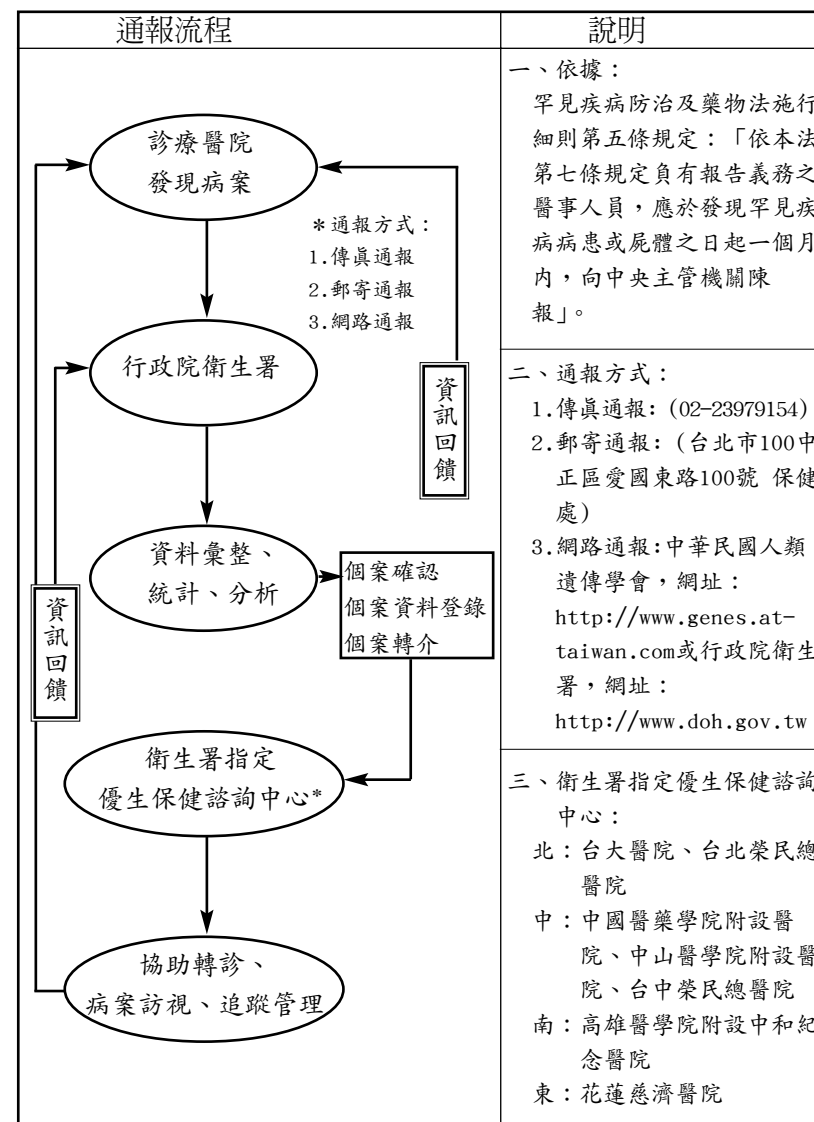 通報流程
診療醫院
發現病案
*通報方式：
1.傳眞通報
2.郵寄通報
3.網路通報
行政院衛生署
資訊回饋
資料彙整、
統計、分析
個案確認
個案資料登錄
個案轉介
資訊回饋
衛生署指定
優生保健諮詢中心*
協助轉診、
病案訪視、追蹤管理
說明
一、依據：
罕見疾病防治及藥物法施行
細則第五條規定：「依本法
第七條規定負有報告義務之
醫事人員，應於發現罕見疾
病病患或屍體之日起一個月
內，向中央主管機關陳
報」。
二、通報方式：
1.傳眞通報：(02-23979154)
2.郵寄通報：(台北市100中
正區愛國東路100號 保健
處)
3.網路通報：中華民國人類
遺傳學會，網址：
http://www.genes.at-
taiwan.com或行政院衛生
署，網址：
http://www.doh.gov.tw
三、衛生署指定優生保健諮詢
中心：
北：台大醫院、台北榮民總
醫院
中：中國醫藥學院附設醫
院、中山醫學院附設醫
院、台中榮民總醫院
南：高雄醫學院附設中和紀
念醫院
東：花蓮慈濟醫院